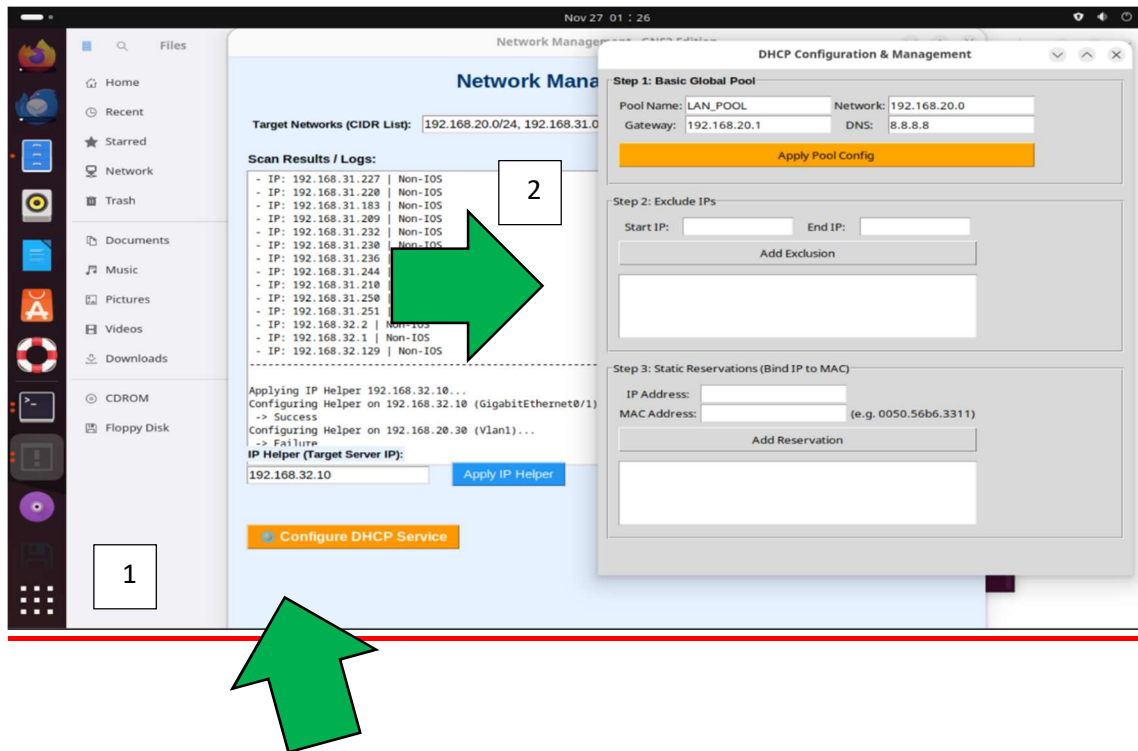 Nov 27 01 : 26
Files
Home
Recent
Starred
Network
Trash
Documents
Music
Pictures
Videos
Downloads
CDROM
Floppy Disk
1
Network Mana
Target Networks (CIDR List): 192.168.20.0/24, 192.168.31.0
Scan Results / Logs:
- IP: 192.168.31.227 | Non-IOS
- IP: 192.168.31.220 | Non-IOS
- IP: 192.168.31.183 | Non-IOS
- IP: 192.168.31.209 | Non-IOS
- IP: 192.168.31.232 | Non-IOS
- IP: 192.168.31.230 | Non-IOS
- IP: 192.168.31.236 |
- IP: 192.168.31.244 |
- IP: 192.168.31.210 |
- IP: 192.168.31.250 |
- IP: 192.168.31.251 |
- IP: 192.168.32.2 | Non-IOS
- IP: 192.168.32.1 | Non-IOS
- IP: 192.168.32.129 | Non-IOS
Applying IP Helper 192.168.32.10...
Configuring Helper on 192.168.32.10 (GigabitEthernet0/1)
-> Success
Configuring Helper on 192.168.20.30 (Vlan1)...
-> Failure
IP Helper (Target Server IP):
192.168.32.10 Apply IP Helper
Configure DHCP Service
2
DHCP Configuration & Management
Step 1: Basic Global Pool
Pool Name: LAN_POOL Network: 192.168.20.0
Gateway: 192.168.20.1 DNS: 8.8.8.8
Apply Pool Config
Step 2: Exclude IPs
Start IP: End IP:
Add Exclusion
Step 3: Static Reservations (Bind IP to MAC)
IP Address:
MAC Address: (e.g. 0050.56b6.3311)
Add Reservation